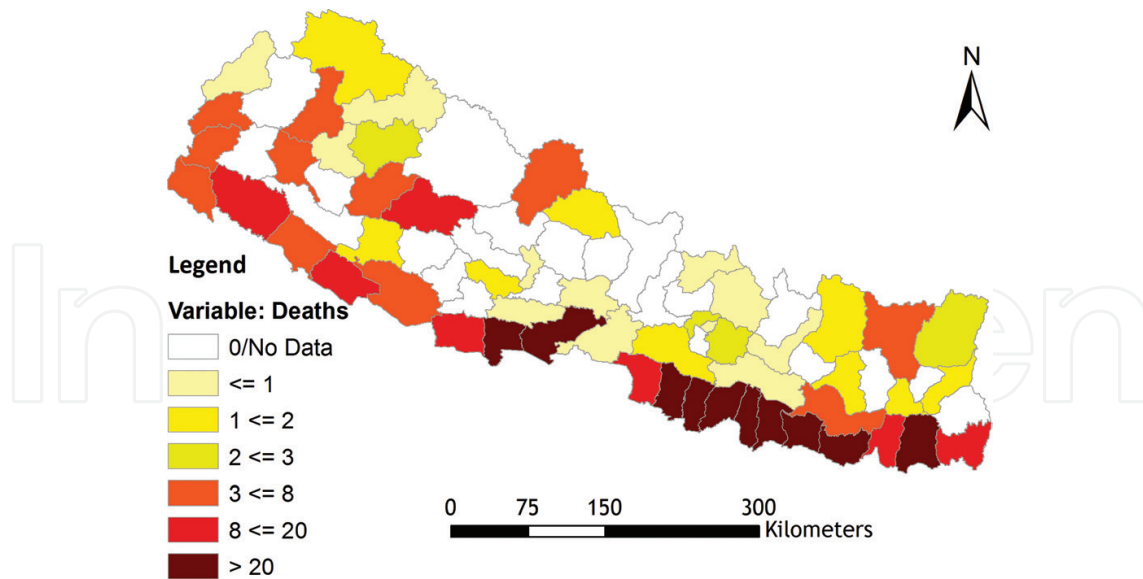 N
Legend
Variable: Deaths
0/No Data
<= 1
1 <= 2
2 <= 3
3 <= 8
8 <= 20
> 20
0 75 150 300
Kilometers